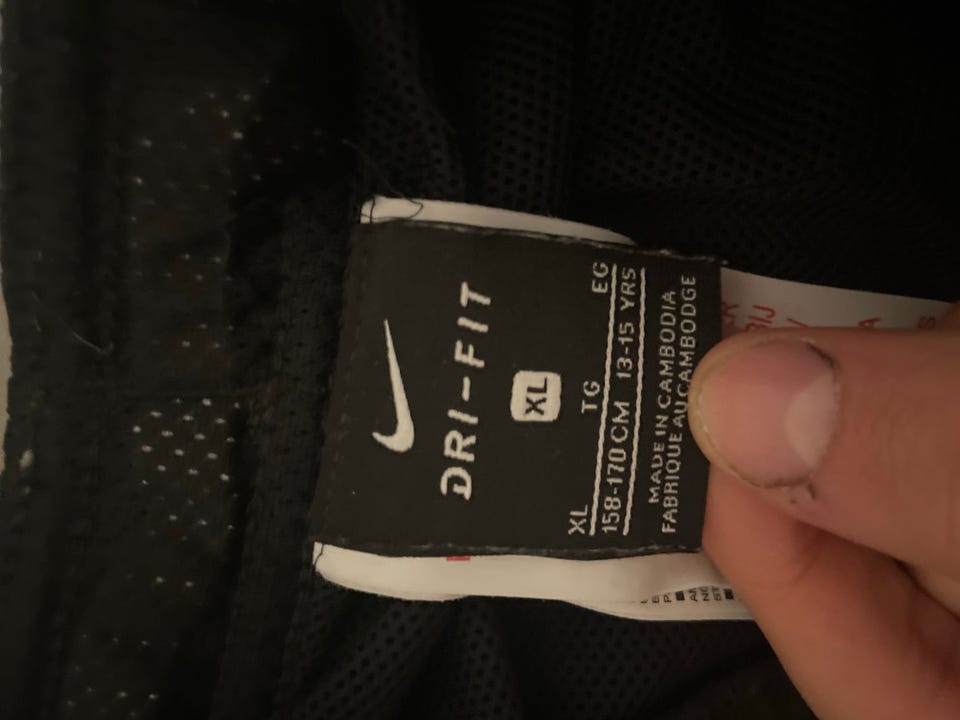 DRI-FIT
XL
XL TG EG
158-170 CM 13-15 YRS
MADE IN CAMBODIA
FABRIQUE AU CAMBODGE